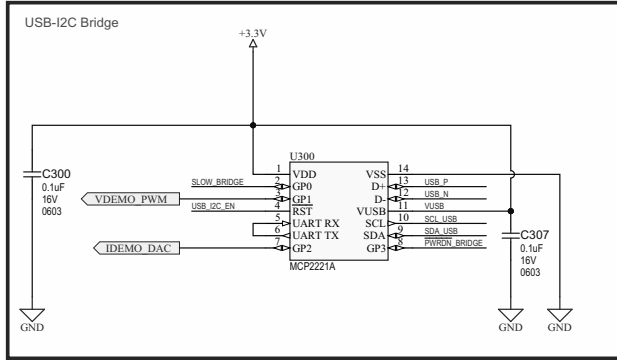 USB-I2C Bridge
+3.3V
C300
0.1uF
16V
0603
U300
1 VDD VSS 14
SLOW_BRIDGE 2 GP0 D+ 13 USB_P
VDEMO_PWM 3 GP1 D- 12 USB_N
USB_I2C_EN 4 RST VUSB 11 VUSB
5 UART RX SCL 10 SCL_USB
6 UART TX SDA 9 SDA_USB
IDEMO_DAC 7 GP2 GP3 8 PWRDN_BRIDGE
MCP2221A
C307
0.1uF
16V
0603
GND GND GND